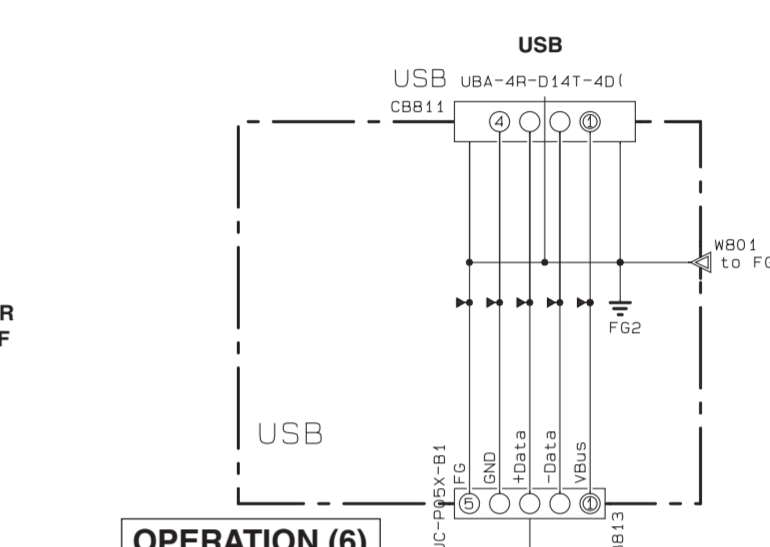 USB
USB UBA-4R-D14T-4D(
CB811
4
1
W801
to FG
R
F
FG2
USB
FG
GND
+Data
-Data
VBus
5
1
OPERATION (6)